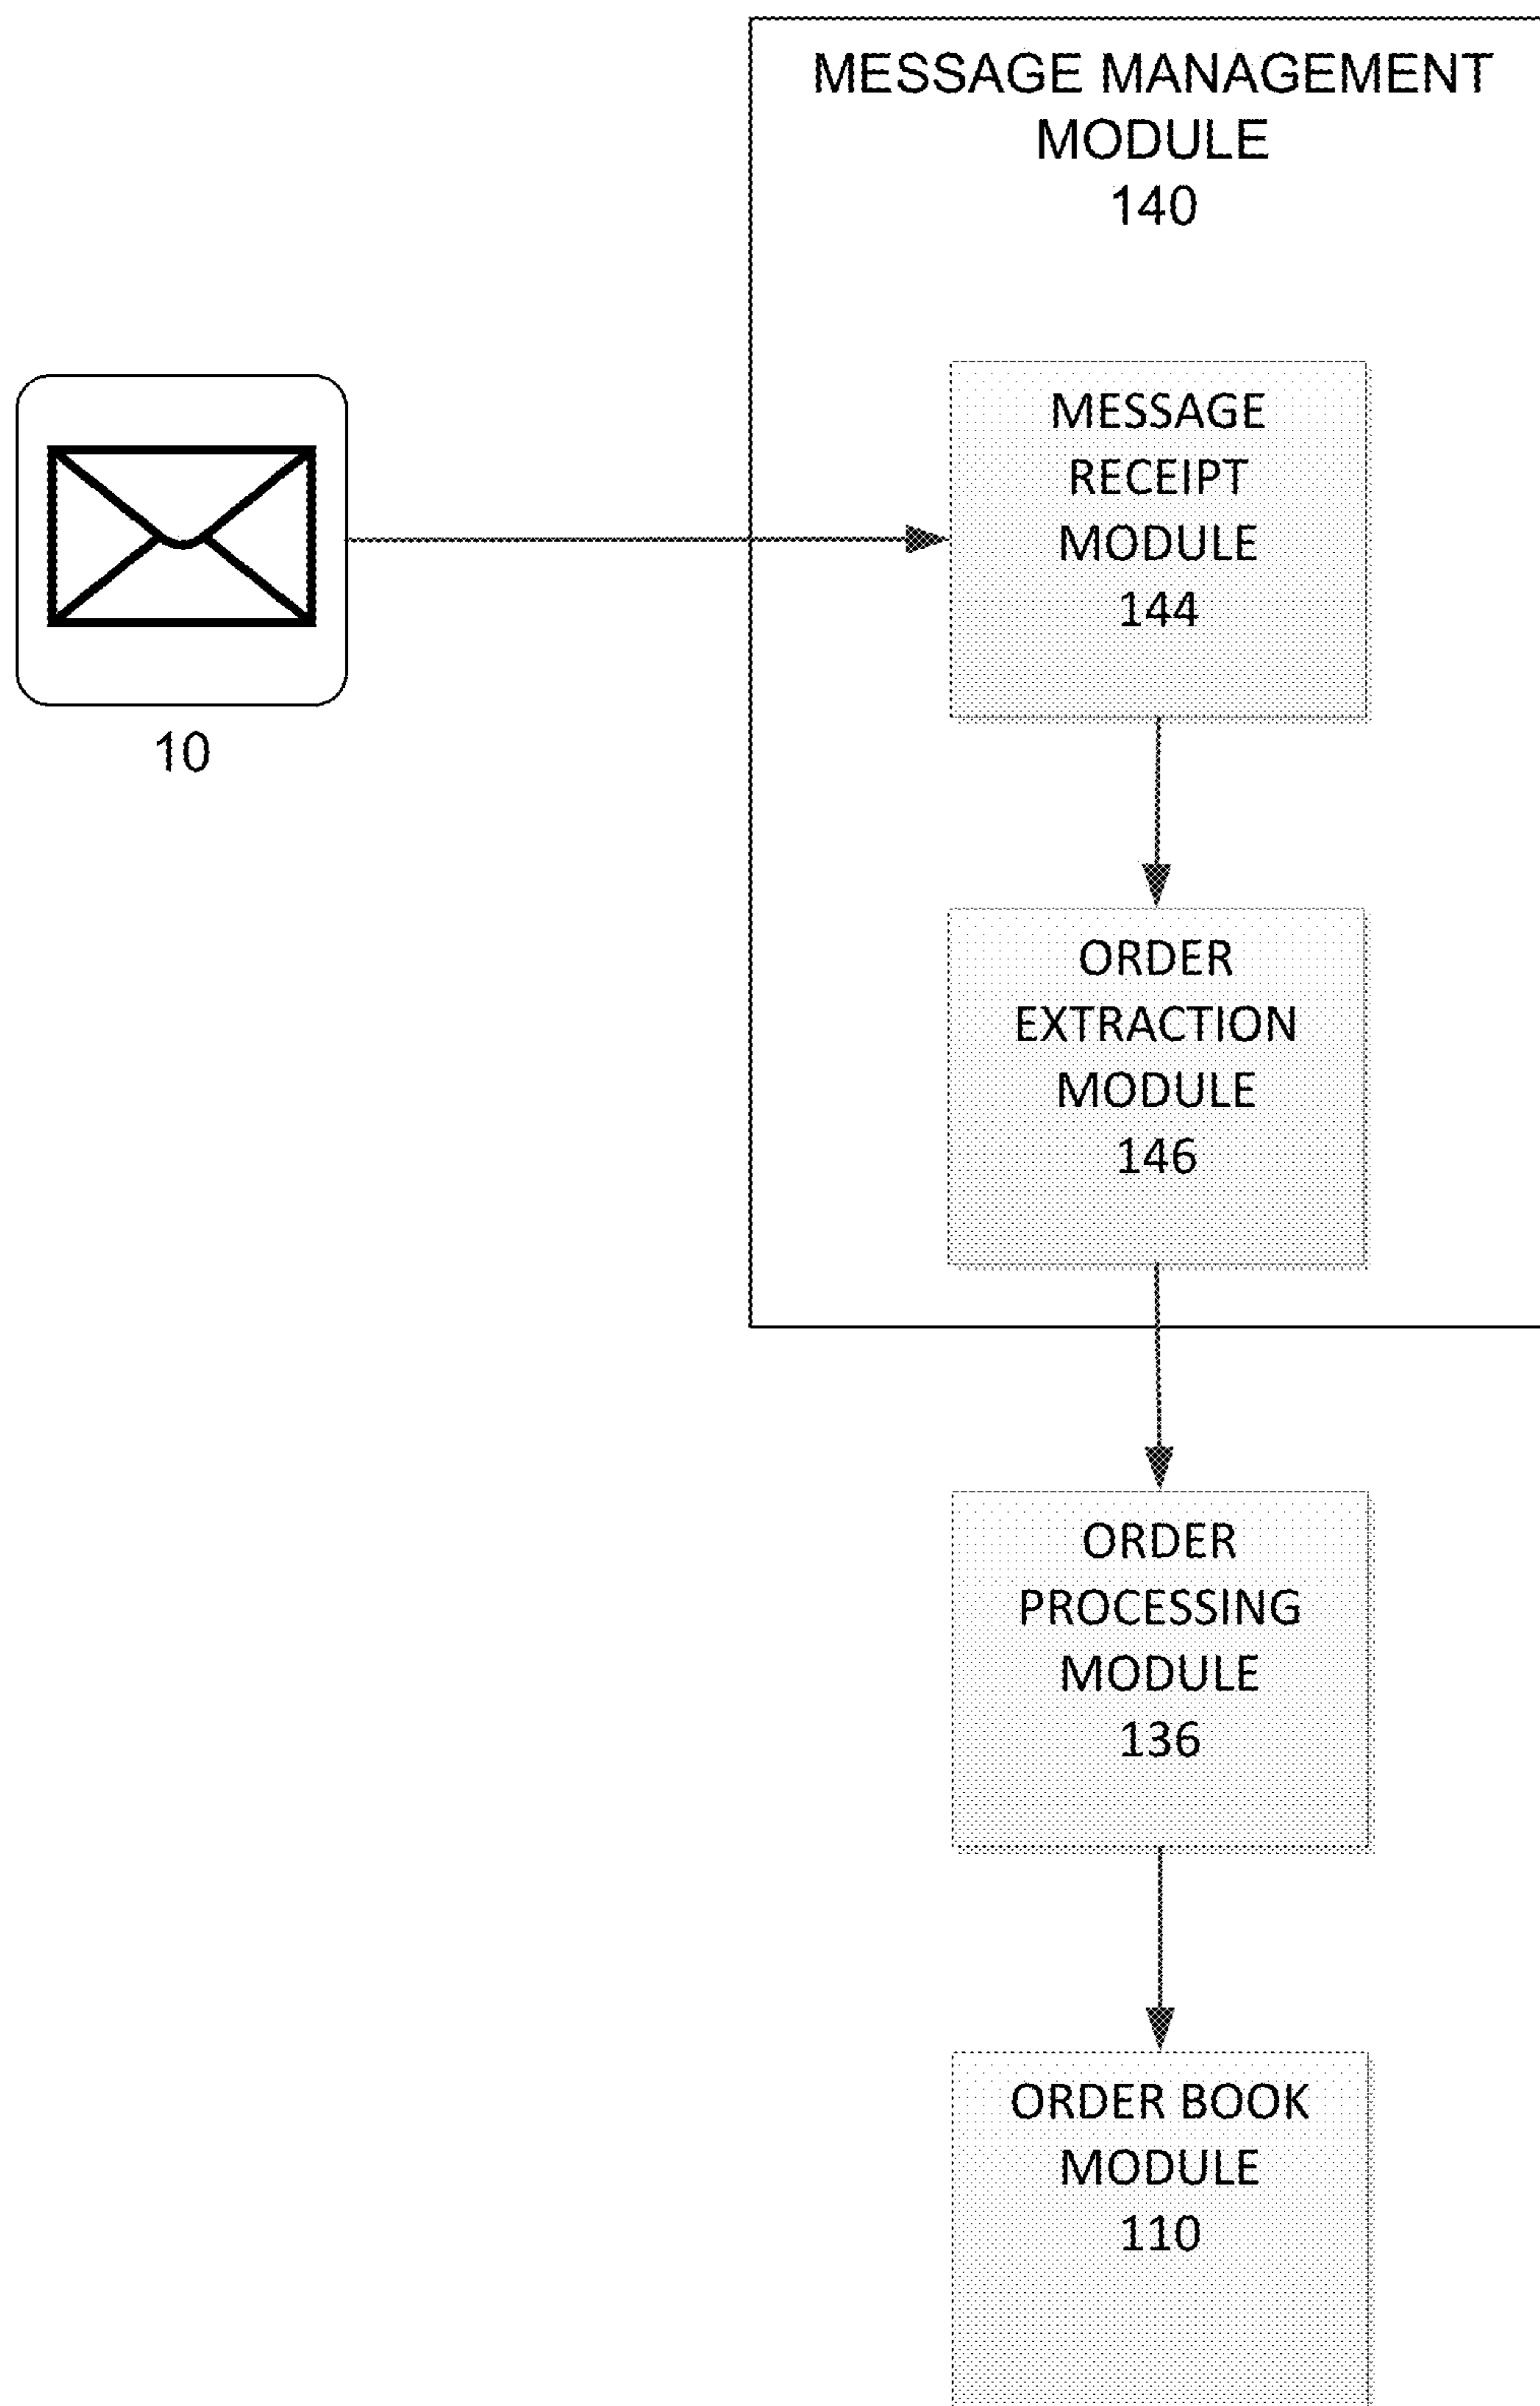 MESSAGE MANAGEMENT
MODULE
140
MESSAGE
RECEIPT
MODULE
144
10
ORDER
EXTRACTION
MODULE
146
ORDER
PROCESSING
MODULE
136
ORDER BOOK
MODULE
110